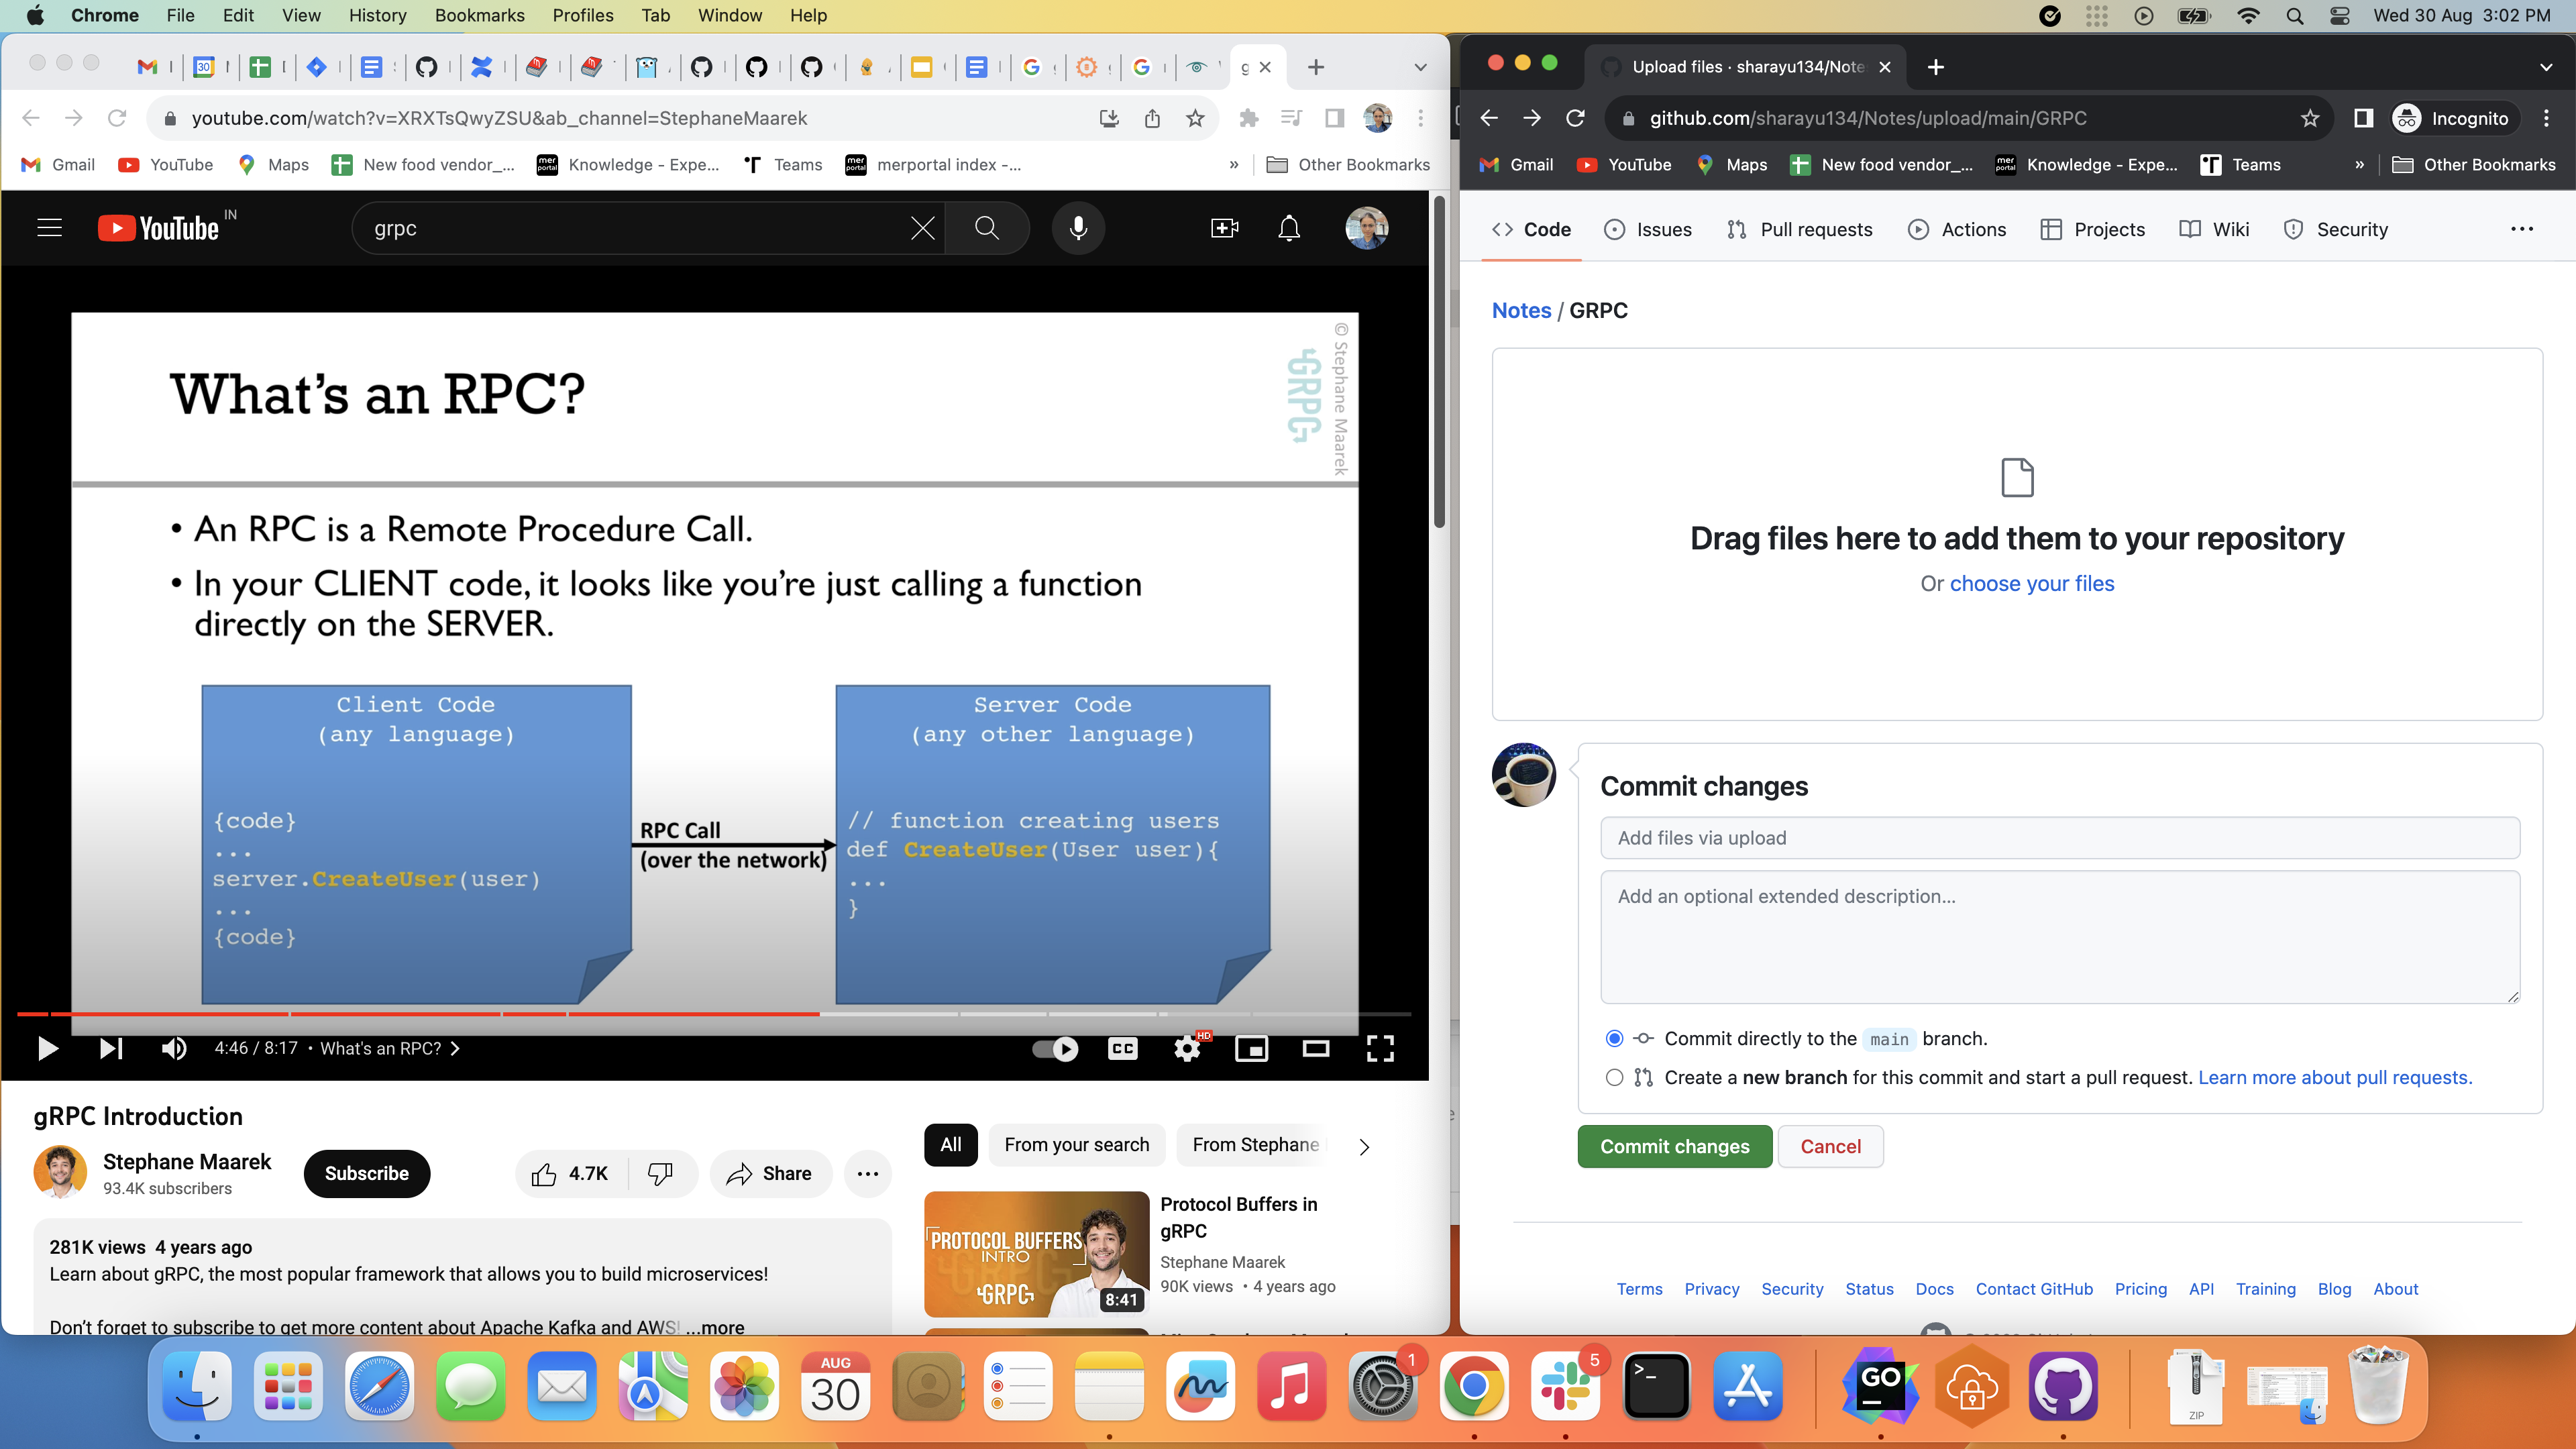 Chrome File Edit View History Bookmarks Profiles Tab Window Help
Wed 30 Aug 3:02 PM
youtube.com/watch?v=XRXTsQwyZSU&ab_channel=StephaneMaarek
Gmail YouTube Maps New food vendor_... Knowledge - Expe... Teams merportal index -... » Other Bookmarks
YouTube IN
grpc
What's an RPC?
GRPC
© Stephane Maarek
• An RPC is a Remote Procedure Call.
• In your CLIENT code, it looks like you're just calling a function
directly on the SERVER.
Client Code
(any language)
{code}
...
server.CreateUser(user)
...
{code}
RPC Call
(over the network)
Server Code
(any other language)
// function creating users
def CreateUser(User user){
...
}
4:46 / 8:17 • What's an RPC?
CC
HD
gRPC Introduction
Stephane Maarek
93.4K subscribers
Subscribe
4.7K
Share
281K views 4 years ago
Learn about gRPC, the most popular framework that allows you to build microservices!
Don't forget to subscribe to get more content about Apache Kafka and AWS! ...more
All From your search From Stephane
PROTOCOL BUFFERS
INTRO
GRPC
8:41
Protocol Buffers in
gRPC
Stephane Maarek
90K views • 4 years ago
Upload files · sharayu134/Note
github.com/sharayu134/Notes/upload/main/GRPC
Incognito
Gmail YouTube Maps New food vendor_... Knowledge - Expe... Teams » Other Bookmarks
Code Issues Pull requests Actions Projects Wiki Security
Notes / GRPC
Drag files here to add them to your repository
Or choose your files
Commit changes
Add files via upload
Add an optional extended description...
Commit directly to the main branch.
Create a new branch for this commit and start a pull request. Learn more about pull requests.
Commit changes Cancel
Terms Privacy Security Status Docs Contact GitHub Pricing API Training Blog About
AUG
30
1
5
GO
ZIP